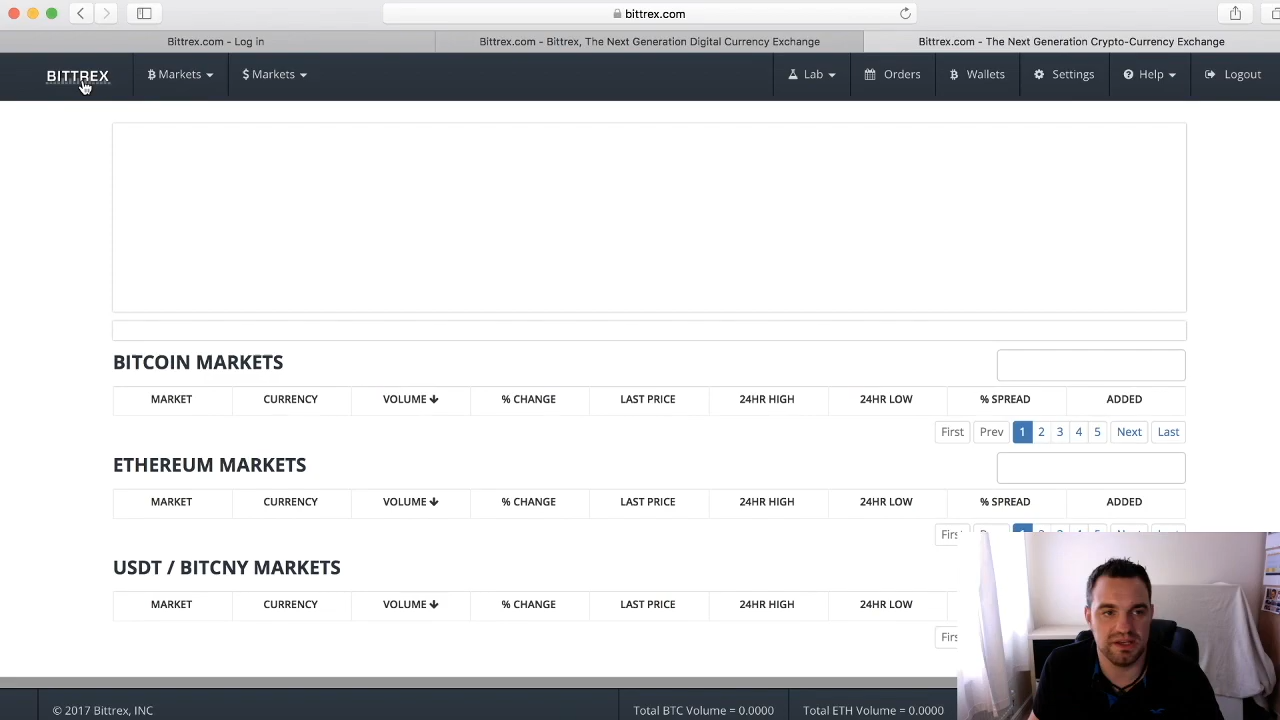 bittrex.com
Bittrex.com - Log in
Bittrex.com - Bittrex, The Next Generation Digital Currency Exchange
Bittrex.com - The Next Generation Crypto-Currency Exchange
BITTREX
Markets
$ Markets
Lab
Orders
Wallets
Settings
Help
Logout
BITCOIN MARKETS
MARKET CURRENCY VOLUME % CHANGE LAST PRICE 24HR HIGH 24HR LOW % SPREAD ADDED
First Prev 1 2 3 4 5 Next Last
ETHEREUM MARKETS
MARKET CURRENCY VOLUME % CHANGE LAST PRICE 24HR HIGH 24HR LOW % SPREAD ADDED
USDT / BITCNY MARKETS
MARKET CURRENCY VOLUME % CHANGE LAST PRICE 24HR HIGH 24HR LOW
© 2017 Bittrex, INC
Total BTC Volume = 0.0000
Total ETH Volume = 0.0000